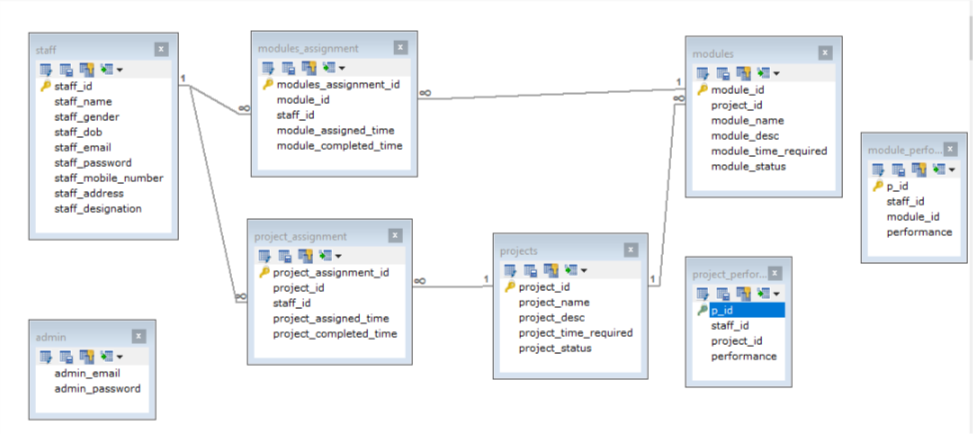 staff
staff_id
staff_name
staff_gender
staff_dob
staff_email
staff_password
staff_mobile_number
staff_address
staff_designation
modules_assignment
modules_assignment_id
module_id
staff_id
module_assigned_time
module_completed_time
modules
module_id
project_id
module_name
module_desc
module_time_required
module_status
module_perfo...
p_id
staff_id
module_id
performance
project_assignment
project_assignment_id
project_id
staff_id
project_assigned_time
project_completed_time
projects
project_id
project_name
project_desc
project_time_required
project_status
project_perfor...
p_id
staff_id
project_id
performance
admin
admin_email
admin_password
1
∞
∞
1
∞
∞
∞
1
1